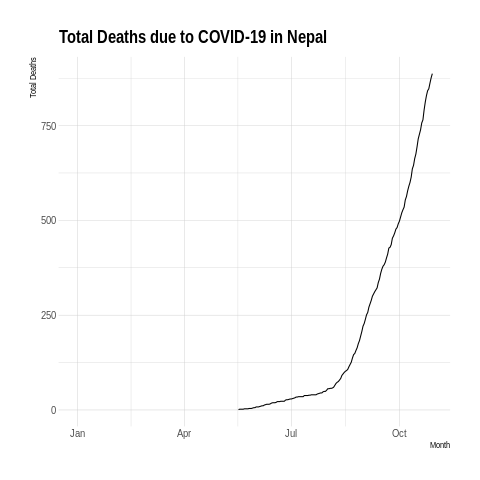 Total Deaths due to COVID-19 in Nepal
Total Deaths
750
500
250
0
Jan Apr Jul Oct
Month